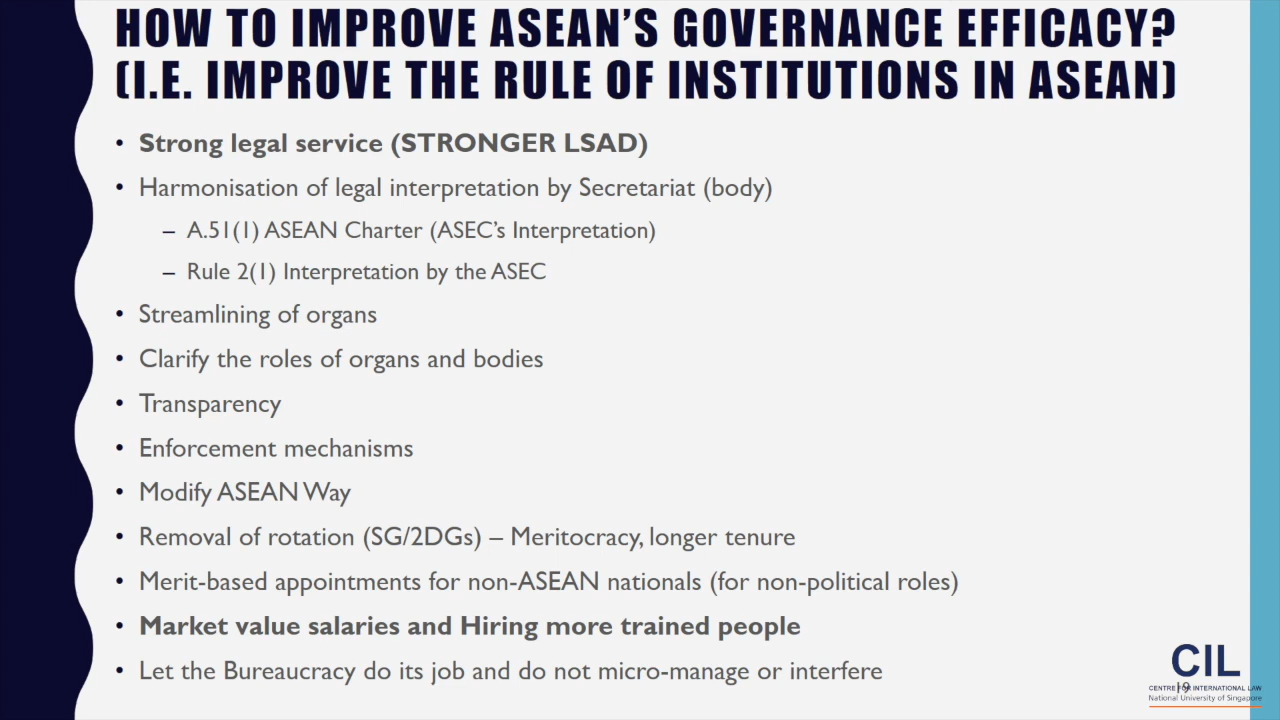 HOW TO IMPROVE ASEAN'S GOVERNANCE EFFICACY?
(I.E. IMPROVE THE RULE OF INSTITUTIONS IN ASEAN)
• Strong legal service (STRONGER LSAD)
• Harmonisation of legal interpretation by Secretariat (body)
– A.51(1) ASEAN Charter (ASEC's Interpretation)
– Rule 2(1) Interpretation by the ASEC
• Streamlining of organs
• Clarify the roles of organs and bodies
• Transparency
• Enforcement mechanisms
• Modify ASEAN Way
• Removal of rotation (SG/2DGs) – Meritocracy, longer tenure
• Merit-based appointments for non-ASEAN nationals (for non-political roles)
• Market value salaries and Hiring more trained people
• Let the Bureaucracy do its job and do not micro-manage or interfere
CIL
CENTRE FOR INTERNATIONAL LAW
National University of Singapore
19